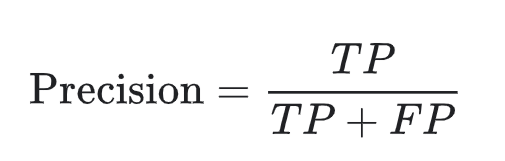 Precision = TP / TP + FP